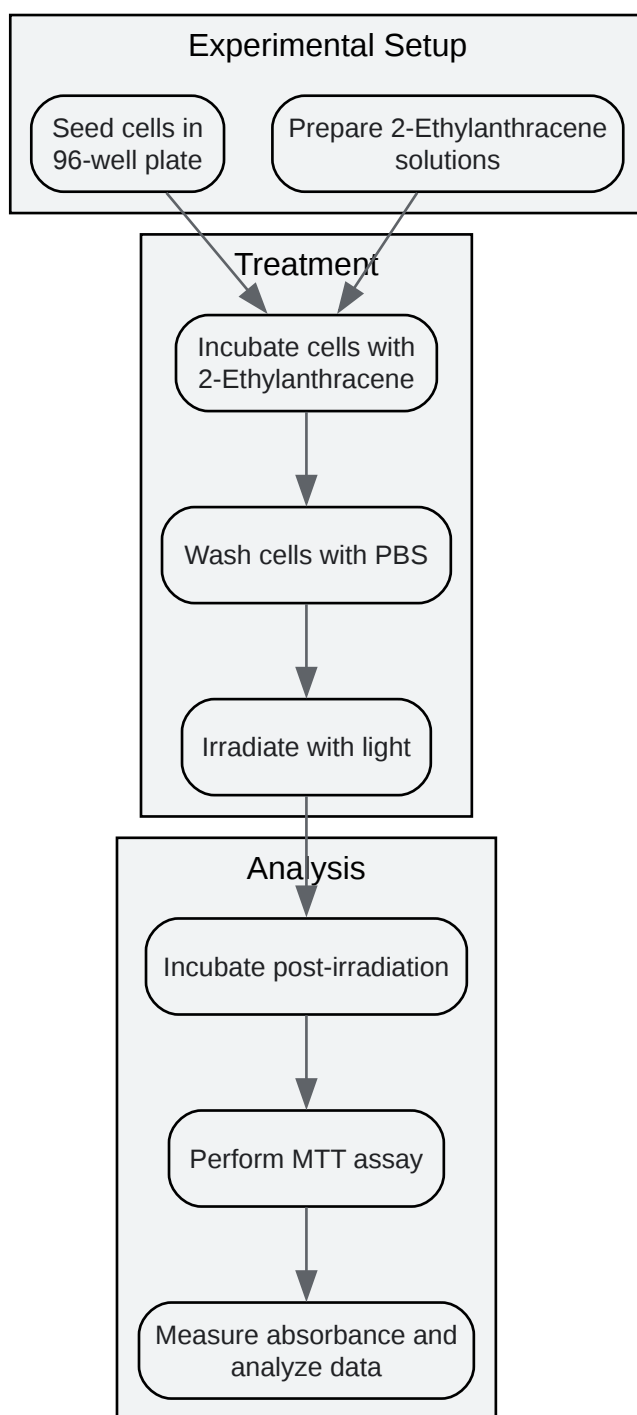 Experimental Setup
Seed cells in
96-well plate
Prepare 2-Ethylanthracene
solutions
Treatment
Incubate cells with
2-Ethylanthracene
Wash cells with PBS
Irradiate with light
Analysis
Incubate post-irradiation
Perform MTT assay
Measure absorbance and
analyze data